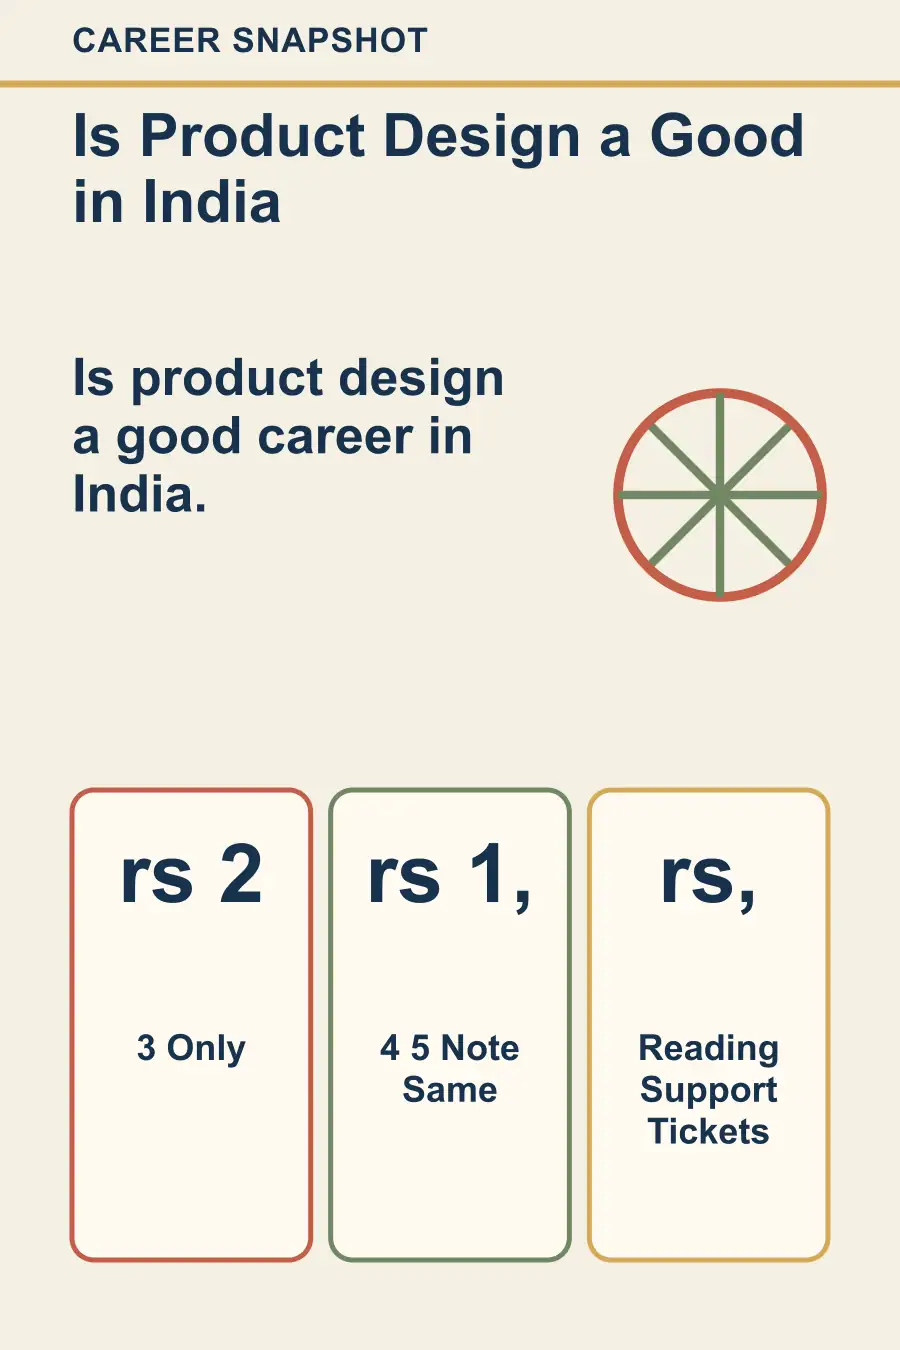 CAREER SNAPSHOT
Is Product Design a Good
in India
Is product design
a good career in
India.
rs 2
3 Only
rs 1,
4 5 Note
Same
rs,
Reading
Support
Tickets